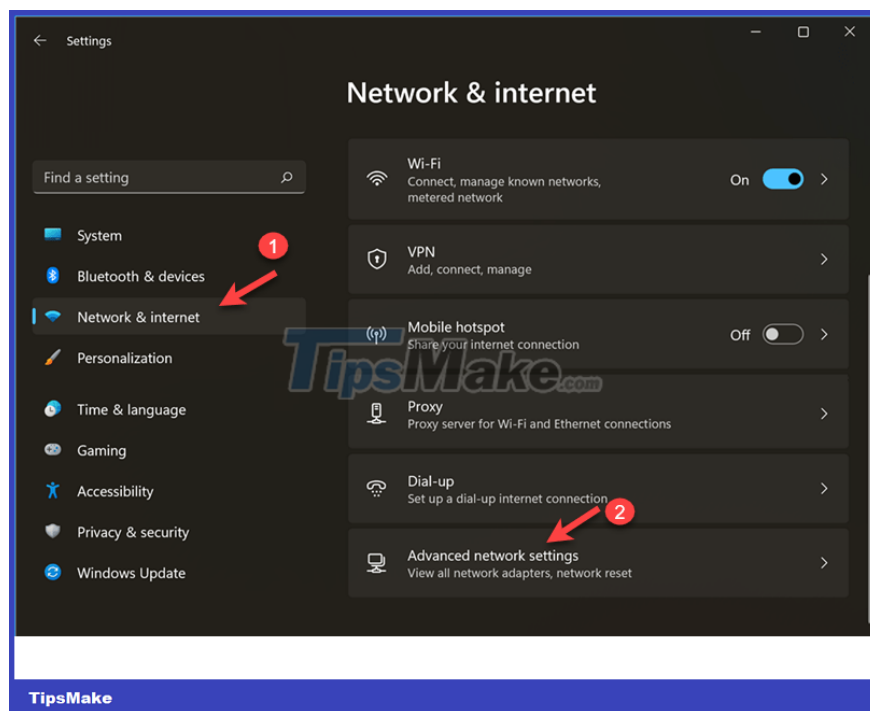 Settings
Network & internet
Find a setting
System
Bluetooth & devices
Network & internet
Personalization
Time & language
Gaming
Accessibility
Privacy & security
Windows Update
1
Wi-Fi
Connect, manage known networks,
metered network
On
VPN
Add, connect, manage
Mobile hotspot
Share your internet connection
Off
TipsMake.com
Proxy
Proxy server for Wi-Fi and Ethernet connections
Dial-up
Set up a dial-up internet connection
2
Advanced network settings
View all network adapters, network reset
TipsMake